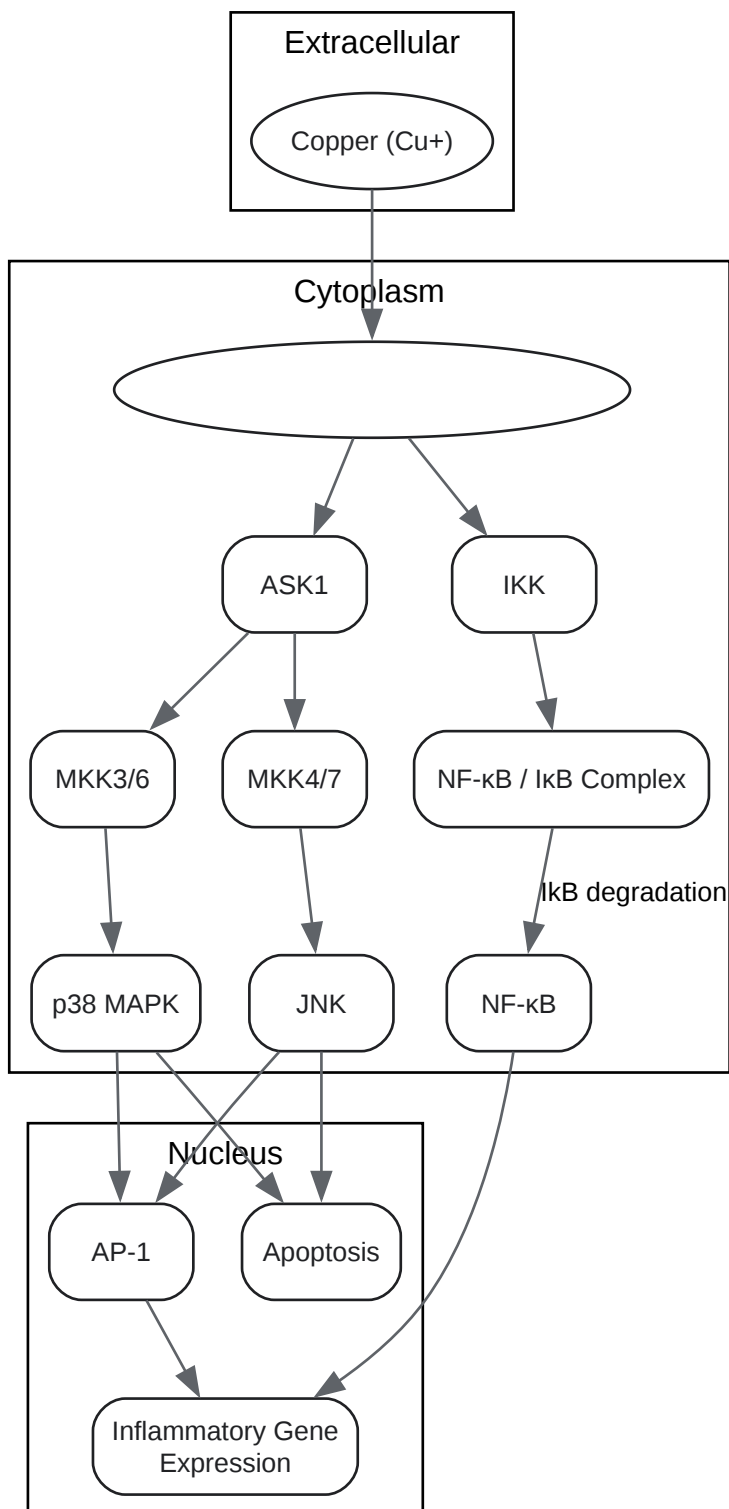 Extracellular
Copper (Cu+)
Cytoplasm
ASK1
IKK
MKK3/6
MKK4/7
NF-κB / IκB Complex
IkB degradation
p38 MAPK
JNK
NF-κB
Nucleus
AP-1
Apoptosis
Inflammatory Gene
Expression